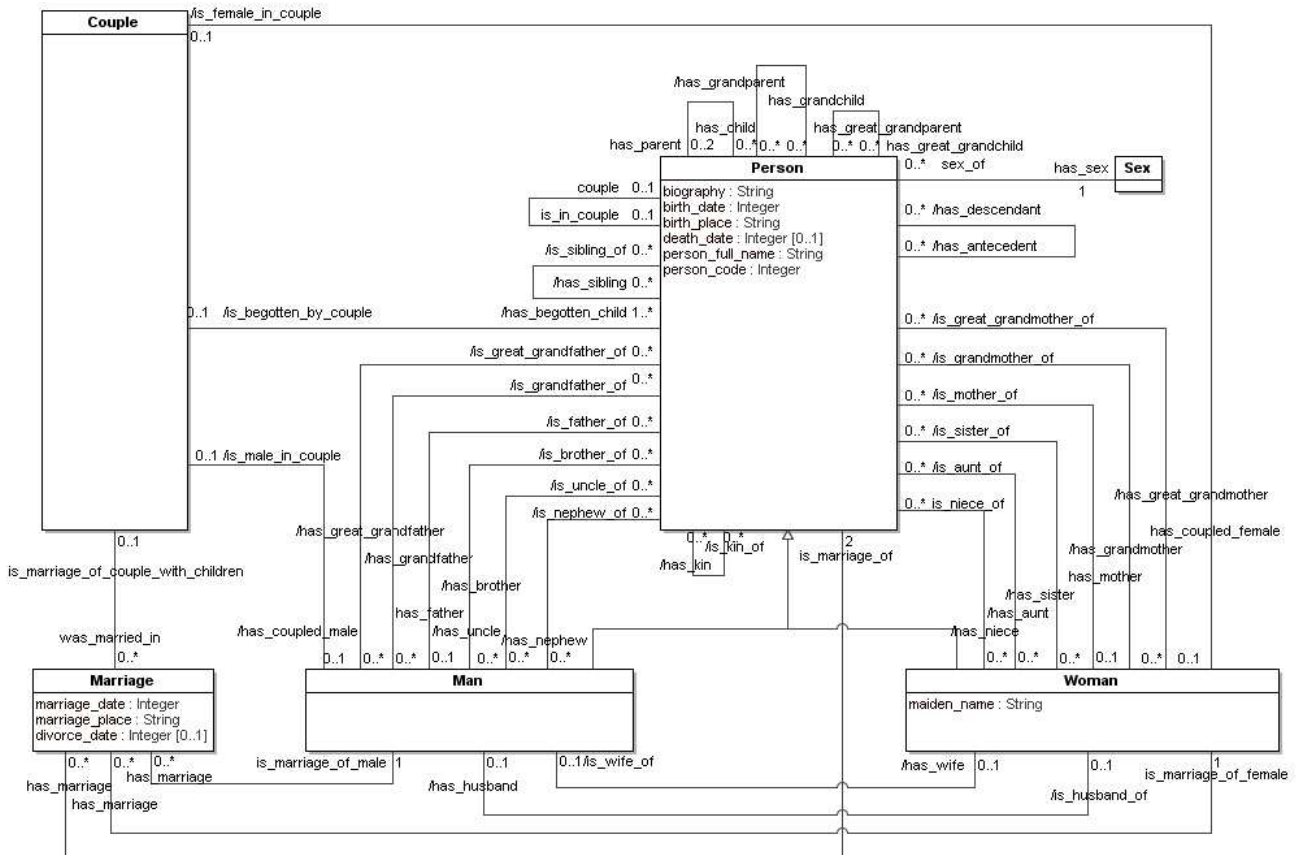 Couple
/is_female_in_couple
0..1
/has_grandparent
has_grandchild
has_child
has_great_grandparent
has_parent 0..2 0..* 0..* 0..* 0..* 0..* has_great_grandchild
Person
0..* sex_of
has_sex
1
Sex
couple 0..1
is_in_couple 0..1
biography : String
birth_date : Integer
birth_place : String
death_date : Integer [0..1]
person_full_name : String
person_code : Integer
0..* /has_descendant
0..* /has_antecedent
/is_sibling_of 0..*
/has_sibling 0..*
0..1 /is_begotten_by_couple
/has_begotten_child 1..*
0..* /is_great_grandmother_of
/is_great_grandfather_of 0..*
0..* /is_grandmother_of
/is_grandfather_of 0..*
0..* /is_mother_of
/is_father_of 0..*
0..* /is_sister_of
0..1 /is_male_in_couple
/is_brother_of 0..*
0..* /is_aunt_of
/is_uncle_of 0..*
0..* is_niece_of
/is_nephew_of 0..*
/has_great_grandmother
/has_great_grandfather
has_coupled_female
0..1
0..* 0..*
/is_kin_of
/has_kin
2
is_marriage_of
/has_grandfather
/has_grandmother
is_marriage_of_couple_with_children
/has_brother
has_mother
/has_sister
has_father
/has_aunt
was_married_in
/has_coupled_male
/has_uncle
/has_nephew
/has_niece
0..*
0..1 0..* 0..* 0..1 0..* 0..* 0..*
0..* 0..* 0..* 0..1 0..* 0..* 0..1
Marriage
marriage_date : Integer
marriage_place : String
divorce_date : Integer [0..1]
Man
Woman
maiden_name : String
0..* 0..* 0..*
has_marriage
has_marriage
has_marriage
is_marriage_of_male 1
0..1
/has_husband
0..1 /is_wife_of
/has_wife 0..1
0..1
/is_husband_of
1
is_marriage_of_female